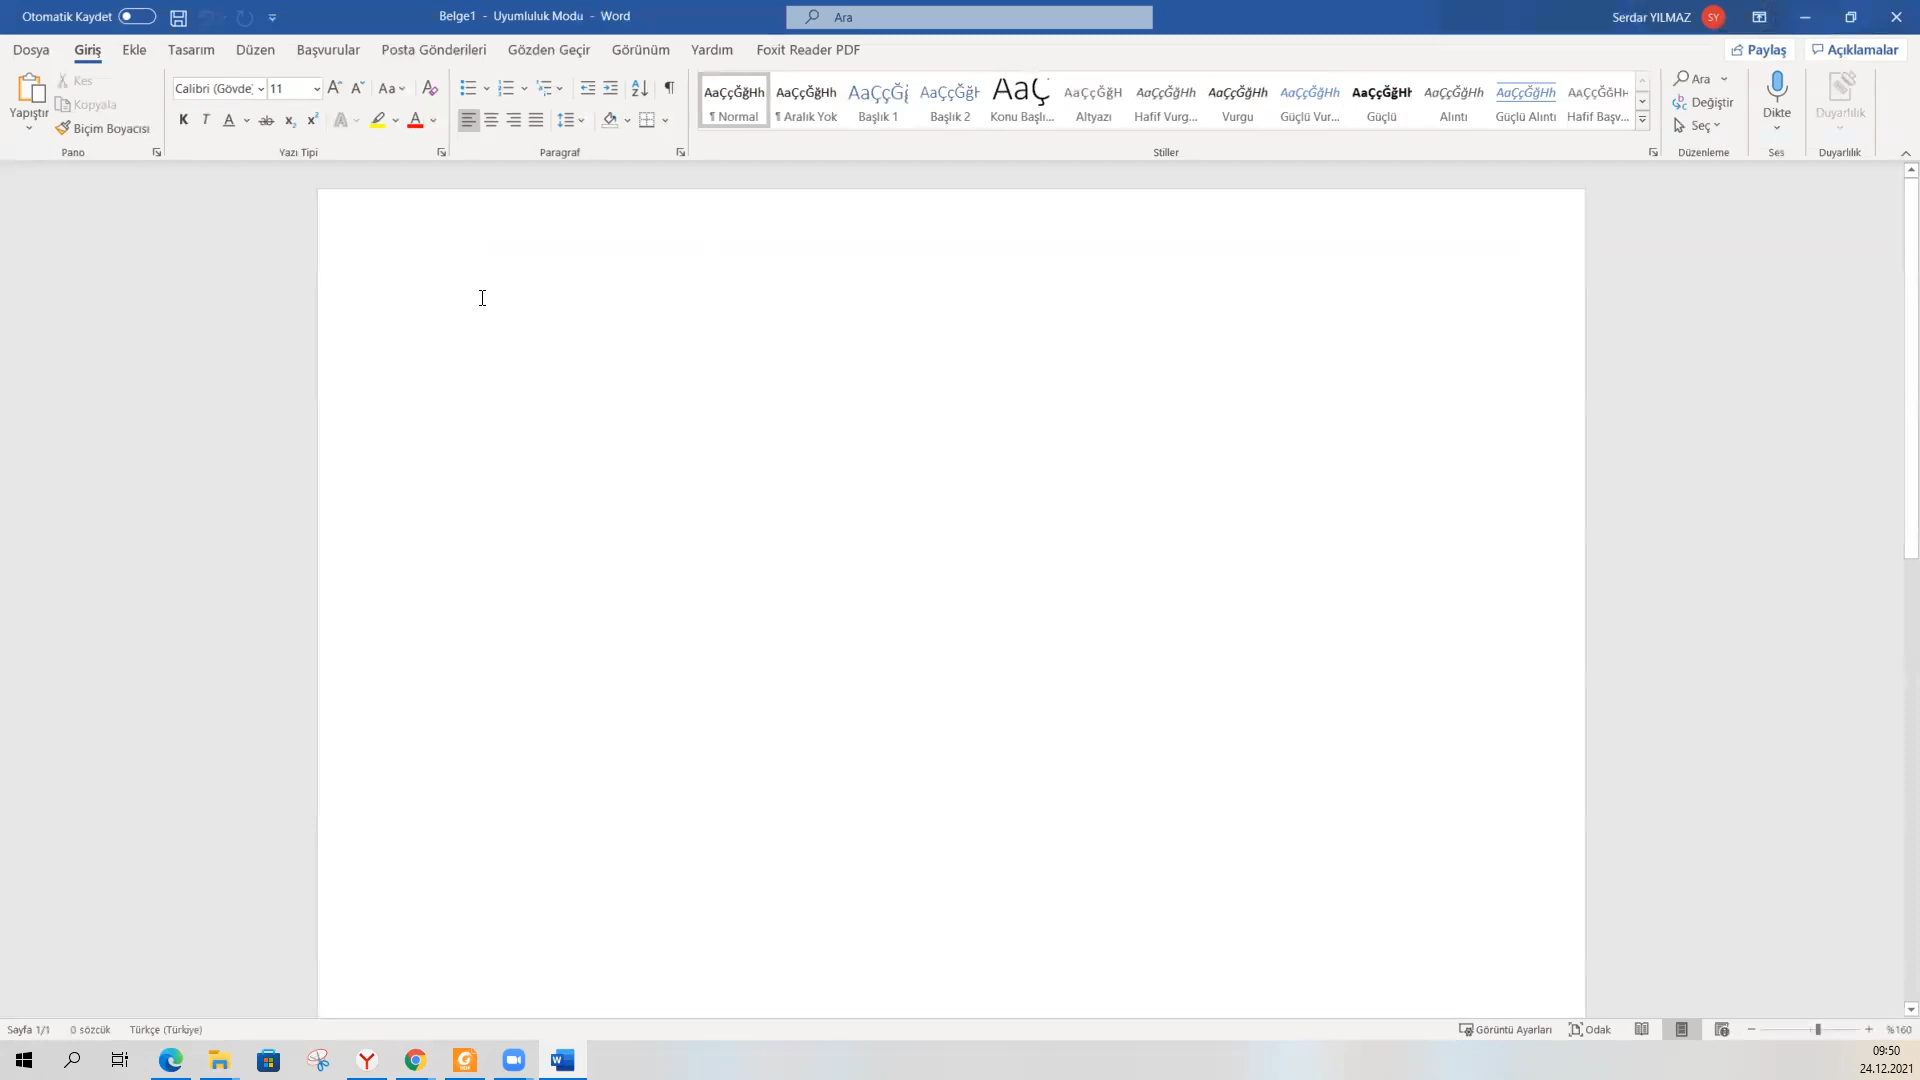 Otomatik Kaydet
Belge1 - Uyumluluk Modu - Word
Ara
Serdar YILMAZ SY
Dosya Giriş Ekle Tasarım Düzen Başvurular Posta Gönderileri Gözden Geçir Görünüm Yardım Foxit Reader PDF
Paylaş Açıklamalar
Yapıştır
Kes
Kopyala
Biçim Boyacısı
Pano
Calibri (Gövde) 11
Aa
K T A ab x₂ x²
A A
Yazı Tipi
Paragraf
AaÇçĞğHh AaÇçĞğHh AaÇçĞğ AaÇçĞğH AaÇ AaÇçĞğH AaÇçĞğHh AaÇçĞğHh AaÇçĞğHh AaÇçĞğHh AaÇçĞğHh AaÇçĞğHh AaÇçĞğHh
¶ Normal ¶ Aralık Yok Başlık 1 Başlık 2 Konu Başlı... Altyazı Hafif Vurg... Vurgu Güçlü Vur... Güçlü Alıntı Güçlü Alıntı Hafif Başv...
Stiller
Ara
Değiştir
Seç
Düzenleme
Dikte
Ses
Duyarlılık
Duyarlılık
Sayfa 1/1 0 sözcük Türkçe (Türkiye)
Görüntü Ayarları Odak %160
09:50
24.12.2021